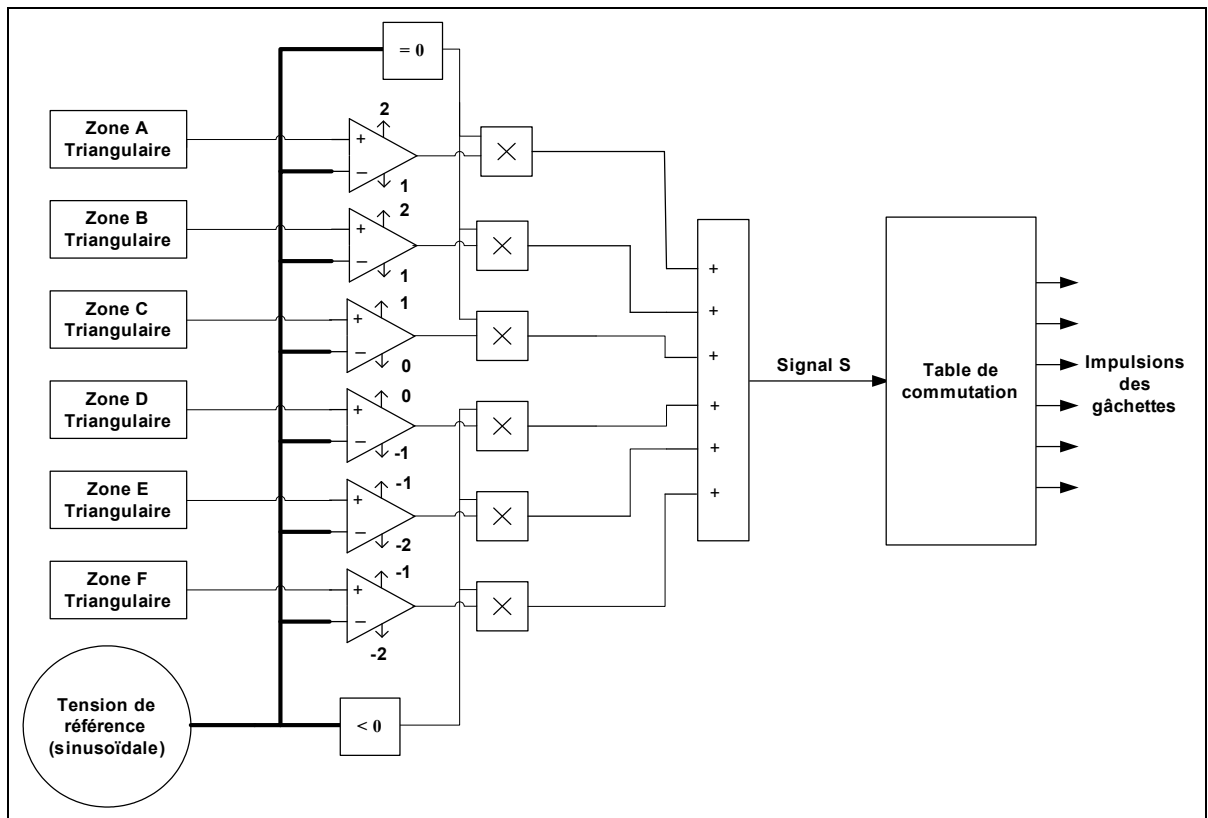 = 0
Zone A
Triangulaire
+
−
2
1
×
Zone B
Triangulaire
+
−
2
1
×
Zone C
Triangulaire
+
−
1
0
×
Zone D
Triangulaire
+
−
0
-1
×
Zone E
Triangulaire
+
−
-1
-2
×
Zone F
Triangulaire
+
−
-1
-2
×
+
+
+
+
+
+
Signal S
Table de
commutation
Impulsions
des
gâchettes
Tension de
référence
(sinusoïdale)
< 0